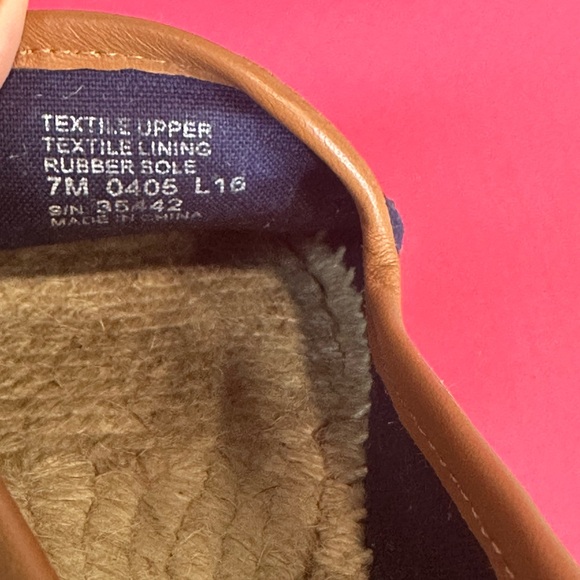 TEXTILE UPPER
TEXTILE LINING
RUBBER SOLE
7M 0405 L16
S/N 35442
MADE IN CHINA